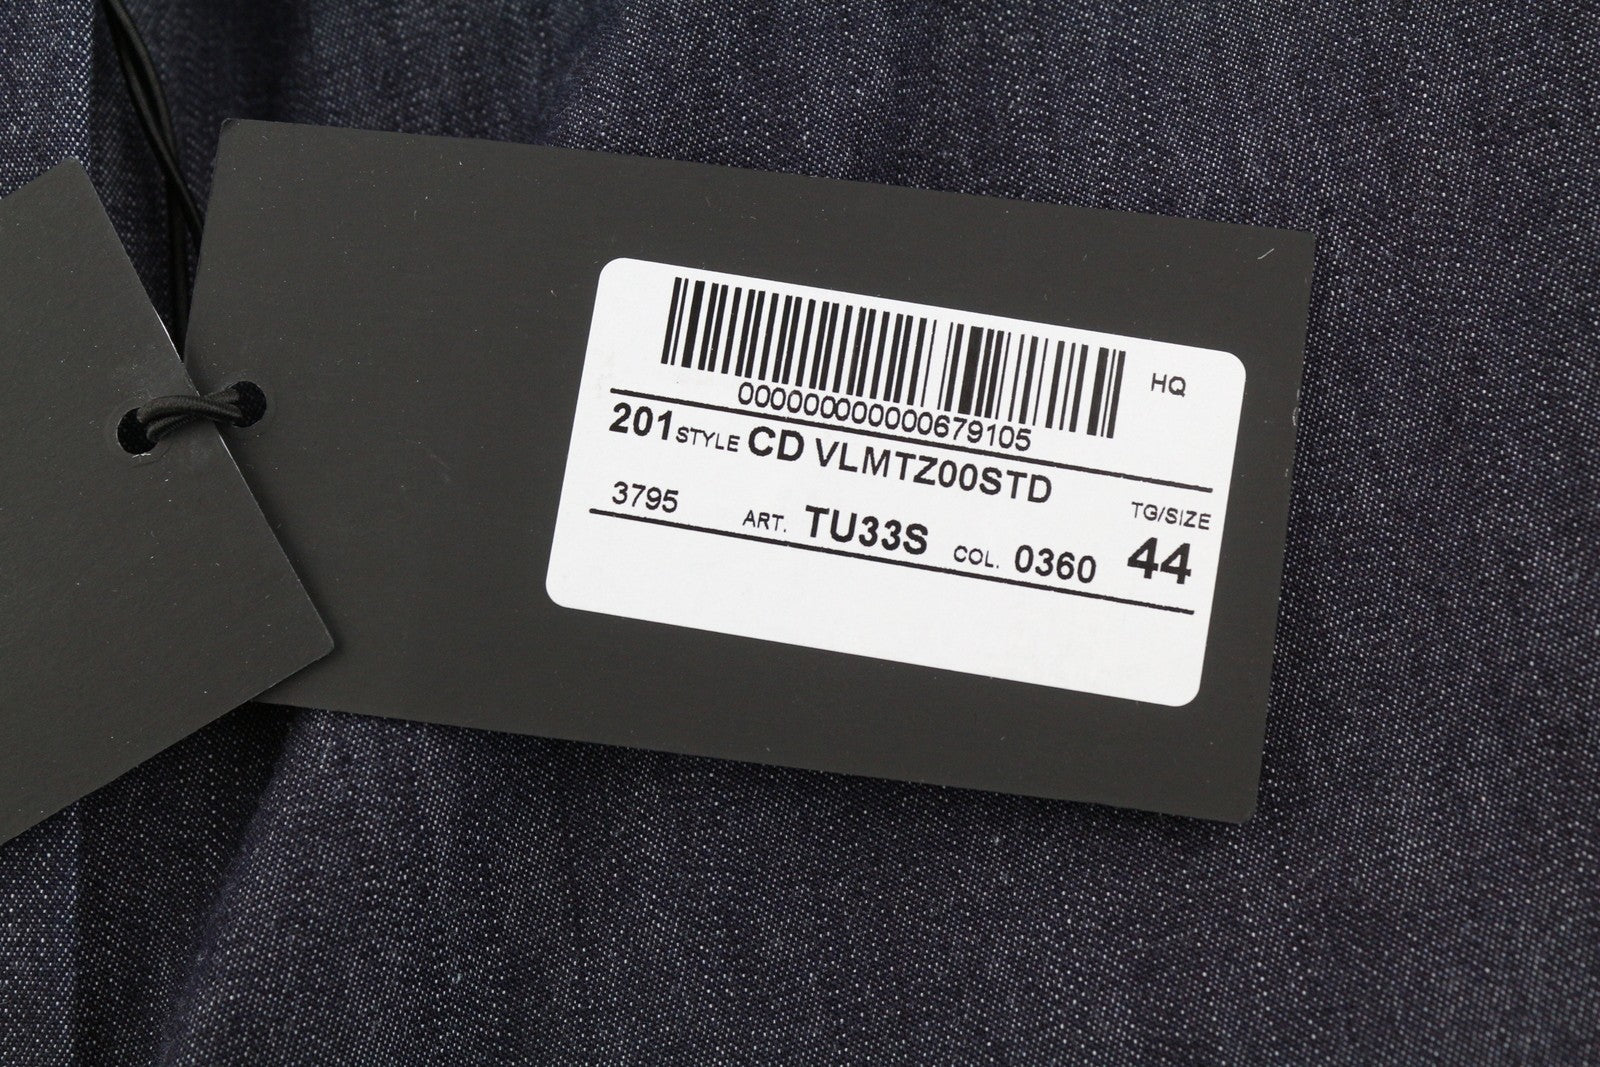 HQ
000000000000679105
201 STYLE CD VLMTZ00STD
TG/SIZE
3795 ART. TU33S COL. 0360 44